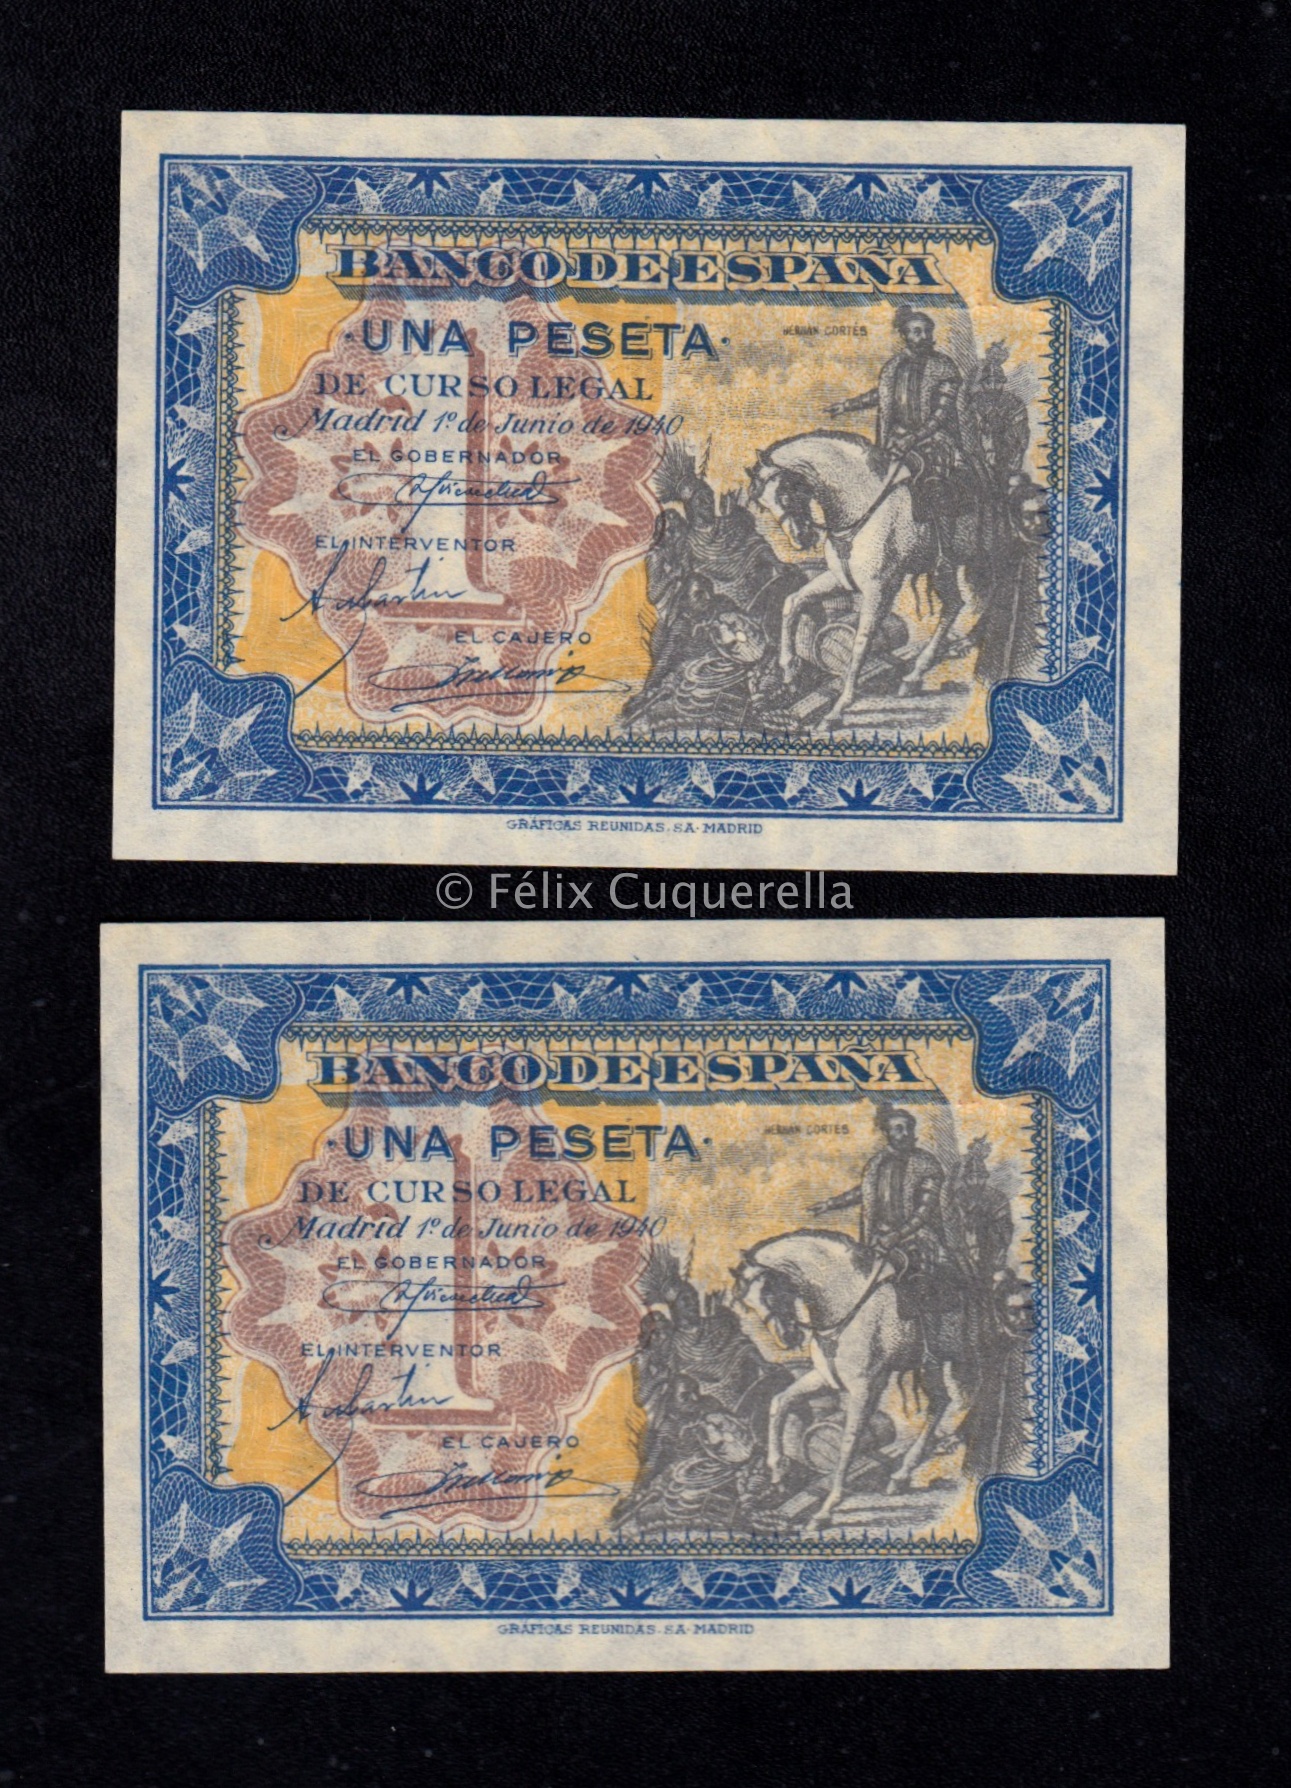 BANCO DE ESPAÑA
·UNA PESETA·
HERNAN CORTÉS
DE CURSO LEGAL
Madrid 1º de Junio de 1940
EL GOBERNADOR
EL INTERVENTOR
EL CAJERO
GRÁFICAS REUNIDAS, S.A.- MADRID
© Félix Cuquerella
BANCO DE ESPAÑA
·UNA PESETA·
HERNAN CORTÉS
DE CURSO LEGAL
Madrid 1º de Junio de 1940
EL GOBERNADOR
EL INTERVENTOR
EL CAJERO
GRÁFICAS REUNIDAS, S.A.- MADRID